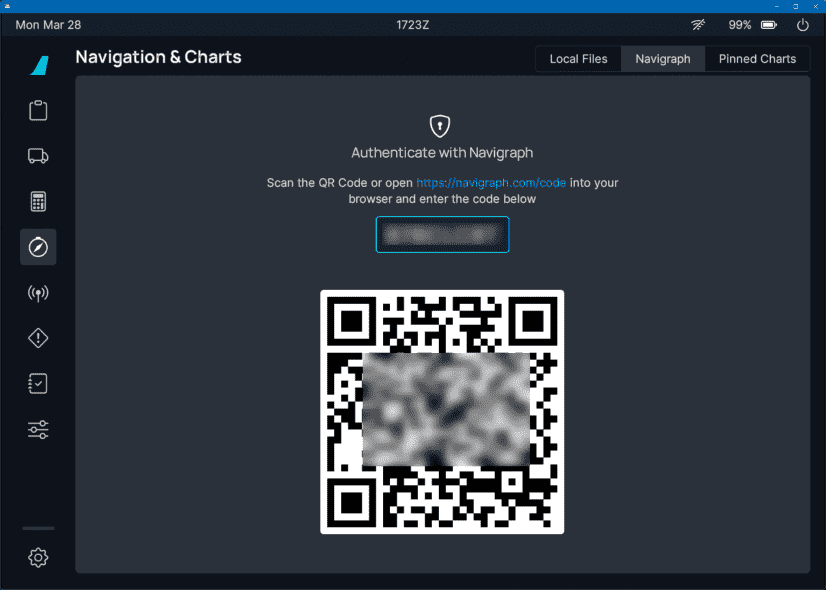 Mon Mar 28
1723Z
99%
Navigation & Charts
Local Files
Navigraph
Pinned Charts
Authenticate with Navigraph
Scan the QR Code or open https://navigraph.com/code into your
browser and enter the code below